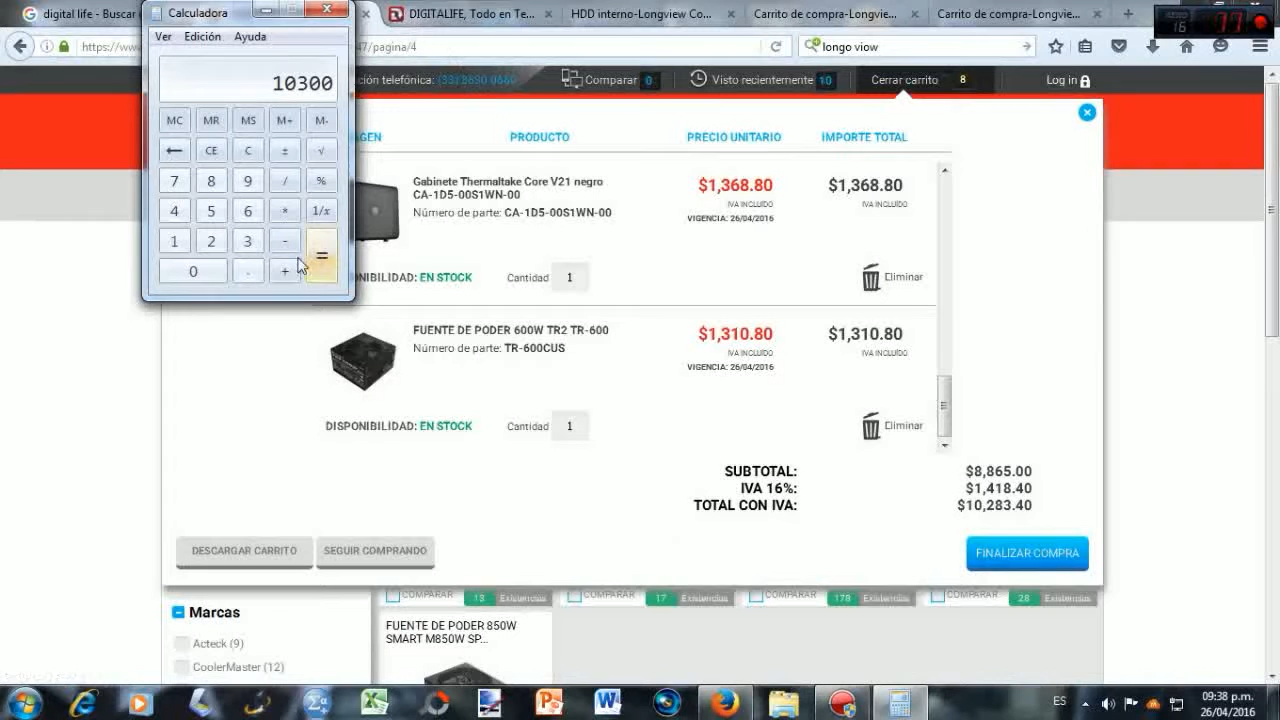 digital life - Buscar
Calculadora
DIGITALIFE, Todo en Te...
HDD interno-Longview Co...
Carrito de compra-Longvie...
Carrito de compra-Longvie...
16
77
Ver Edición Ayuda
https://www
47/pagina/4
longo viow
10300
ción telefónica:
Comparar 0
Visto recientemente 10
Cerrar carrito 8
Log in
MC MR MS M+ M-
← CE C ± √
7 8 9 / %
4 5 6 * 1/x
1 2 3 - =
0 . +
PRODUCTO
PRECIO UNITARIO
IMPORTE TOTAL
Gabinete Thermaltake Core V21 negro
CA-1D5-00S1WN-00
Número de parte: CA-1D5-00S1WN-00
$1,368.80
IVA INCLUIDO
VIGENCIA: 26/04/2016
$1,368.80
IVA INCLUIDO
EN STOCK
Cantidad 1
Eliminar
FUENTE DE PODER 600W TR2 TR-600
Número de parte: TR-600CUS
$1,310.80
IVA INCLUIDO
VIGENCIA: 26/04/2016
$1,310.80
IVA INCLUIDO
DISPONIBILIDAD: EN STOCK
Cantidad 1
Eliminar
SUBTOTAL: $8,865.00
IVA 16%: $1,418.40
TOTAL CON IVA: $10,283.40
DESCARGAR CARRITO
SEGUIR COMPRANDO
FINALIZAR COMPRA
COMPARAR 13 Existencias
COMPARAR 17 Existencias
COMPARAR 178 Existencias
COMPARAR 28 Existencias
Marcas
Acteck (9)
CoolerMaster (12)
FUENTE DE PODER 850W
SMART M850W SP...
ES
09:38 p.m.
26/04/2016